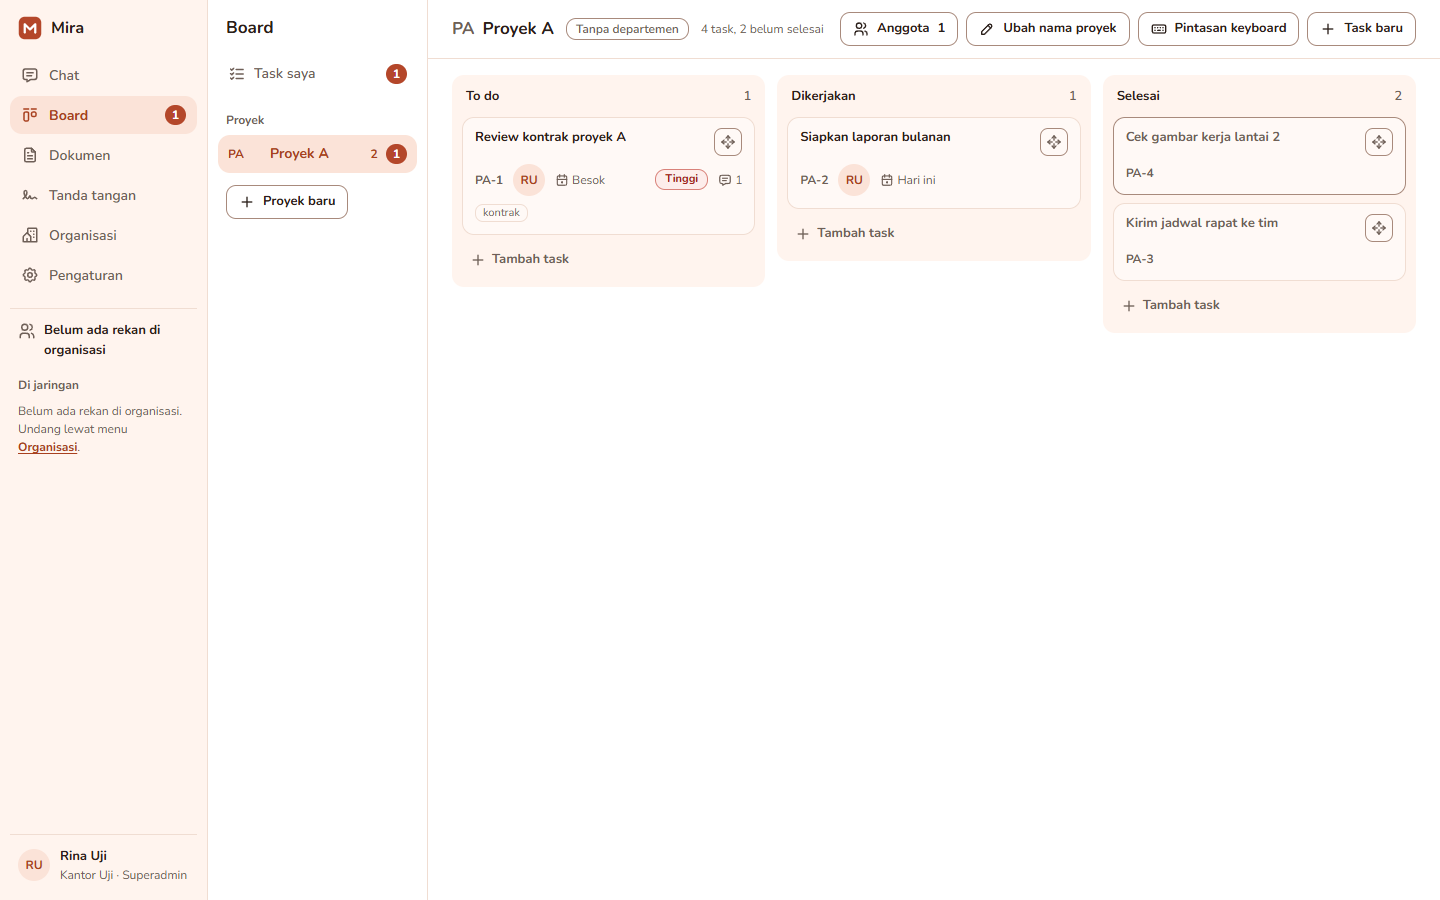 Mira
Chat
Board 1
Dokumen
Tanda tangan
Organisasi
Pengaturan
Belum ada rekan di
organisasi
Di jaringan
Belum ada rekan di organisasi.
Undang lewat menu
Organisasi.
RU
Rina Uji
Kantor Uji · Superadmin
Board
Task saya 1
Proyek
PA Proyek A 2 1
Proyek baru
PA Proyek A Tanpa departemen 4 task, 2 belum selesai Anggota 1 Ubah nama proyek Pintasan keyboard Task baru
To do 1
Review kontrak proyek A
PA-1 RU Besok Tinggi 1
kontrak
Tambah task
Dikerjakan 1
Siapkan laporan bulanan
PA-2 RU Hari ini
Tambah task
Selesai 2
Cek gambar kerja lantai 2
PA-4
Kirim jadwal rapat ke tim
PA-3
Tambah task